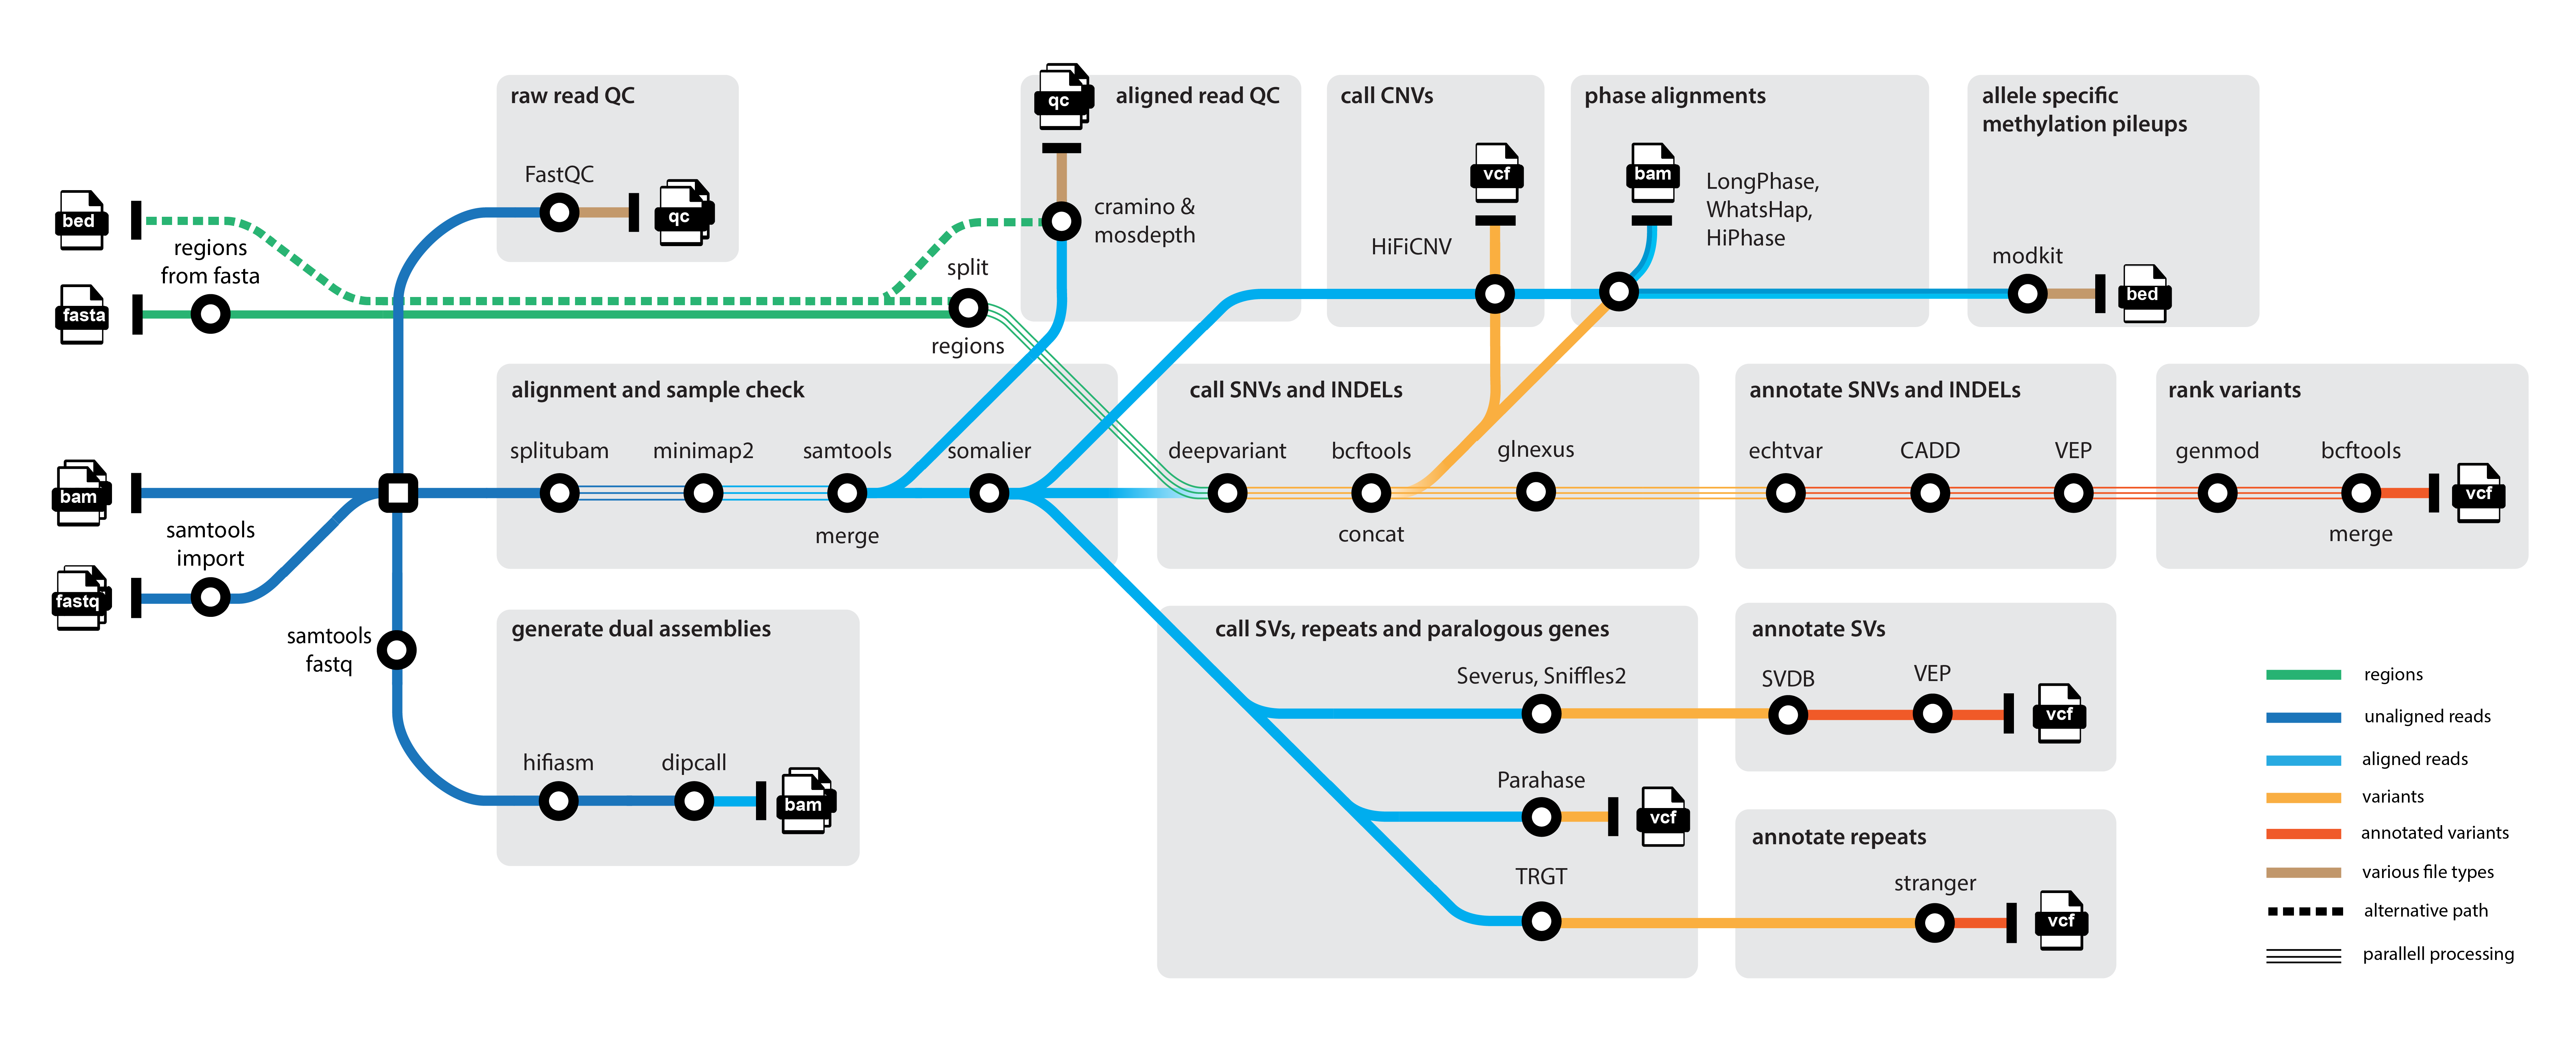 raw read QC
FastQC
qc
qc
aligned read QC
cramino &
mosdepth
call CNVs
vcf
HiFiCNV
phase alignments
bam
LongPhase,
WhatsHap,
HiPhase
allele specific
methylation pileups
modkit
bed
bed
regions
from fasta
fasta
split
regions
alignment and sample check
splitubam
minimap2
samtools
merge
somalier
call SNVs and INDELs
deepvariant
bcftools
concat
glnexus
annotate SNVs and INDELs
echtvar
CADD
VEP
rank variants
genmod
bcftools
merge
vcf
bam
samtools
import
fastq
samtools
fastq
generate dual assemblies
hifiasm
dipcall
bam
call SVs, repeats and paralogous genes
Severus, Sniffles2
Parahase
vcf
TRGT
annotate SVs
SVDB
VEP
vcf
annotate repeats
stranger
vcf
regions
unaligned reads
aligned reads
variants
annotated variants
various file types
alternative path
parallell processing